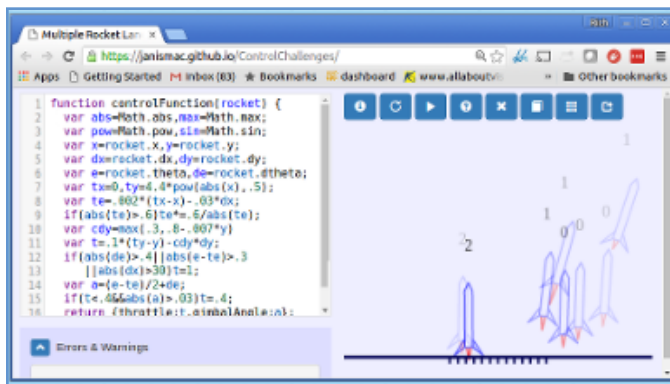 Multiple Rocket Lan
https://janismac.github.io/ControlChallenges/
Apps Getting Started Inbox (83) Bookmarks dashboard www.allaboutvi » Other bookmarks
1 function controlFunction(rocket) {
2 var abs=Math.abs,max=Math.max;
3 var pow=Math.pow,sin=Math.sin;
4 var x=rocket.x,y=rocket.y;
5 var dx=rocket.dx,dy=rocket.dy;
6 var e=rocket.theta,de=rocket.dtheta;
7 var tx=0,ty=4.4*pow(abs(x),.5);
8 var te=.002*(tx-x)-.03*dx;
9 if(abs(te)>.6)te*=.6/abs(te);
10 var cdy=max(.3,.8-.007*y)
11 var t=.1*(ty-y)-cdy*dy;
12 if(abs(de)>.4||abs(e-te)>.3
13 ||abs(dx)>30)t=1;
14 var a=(e-te)/2+de;
15 if(t<.4&&abs(a)>.03)t=.4;
16 return {throttle:t,gimbalAngle:a};
Errors & Warnings
1
1
1 0
0 0
2 2